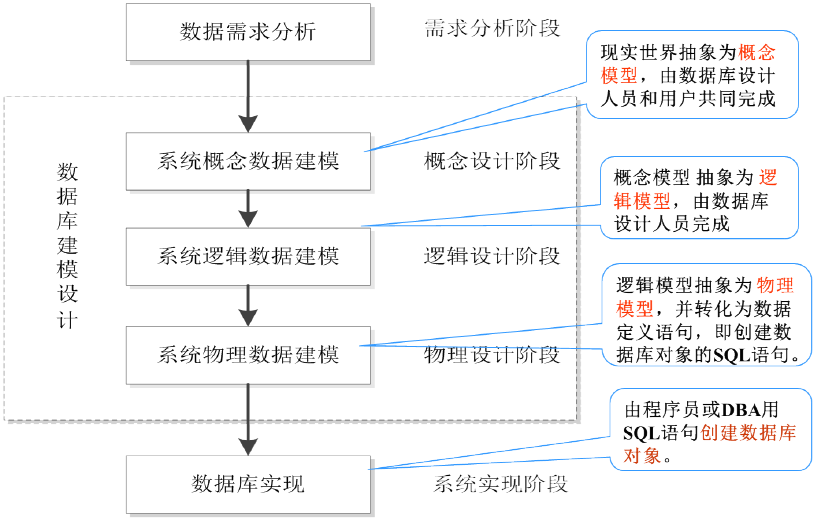 数据需求分析
需求分析阶段
现实世界抽象为概念
模型，由数据库设计
人员和用户共同完成
数据库建模设计
系统概念数据建模
概念设计阶段
概念模型 抽象为 逻
辑模型，由数据库
设计人员完成
系统逻辑数据建模
逻辑设计阶段
逻辑模型抽象为 物理
模型，并转化为数据
定义语句，即创建数
据库对象的SQL语句。
系统物理数据建模
物理设计阶段
由程序员或DBA用
SQL语句创建数据库
对象。
数据库实现
系统实现阶段